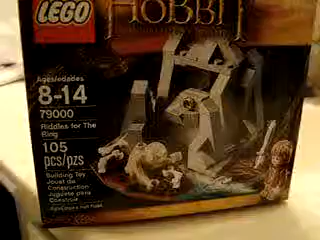 LEGO
THE HOBBIT
Ages/edades
8-14
79000
Riddles for The
Ring
105
pcs/pzs
Building Toy
Jouet de
Construction
Juguete para
Construir